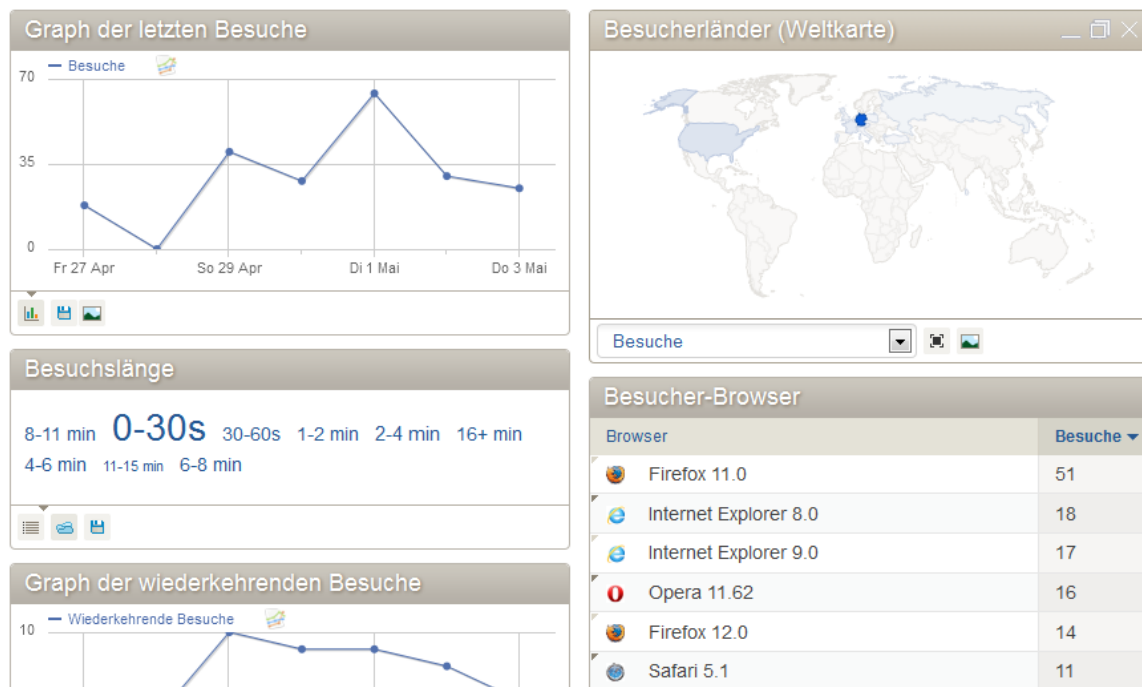 Graph der letzten Besuche
Besuche
70
35
0
Fr 27 Apr So 29 Apr Di 1 Mai Do 3 Mai
Besuchslänge
8-11 min 0-30s 30-60s 1-2 min 2-4 min 16+ min
4-6 min 11-15 min 6-8 min
Graph der wiederkehrenden Besuche
Wiederkehrende Besuche
10
Besucherländer (Weltkarte)
Besuche
Besucher-Browser
Browser Besuche
Firefox 11.0 51
Internet Explorer 8.0 18
Internet Explorer 9.0 17
Opera 11.62 16
Firefox 12.0 14
Safari 5.1 11